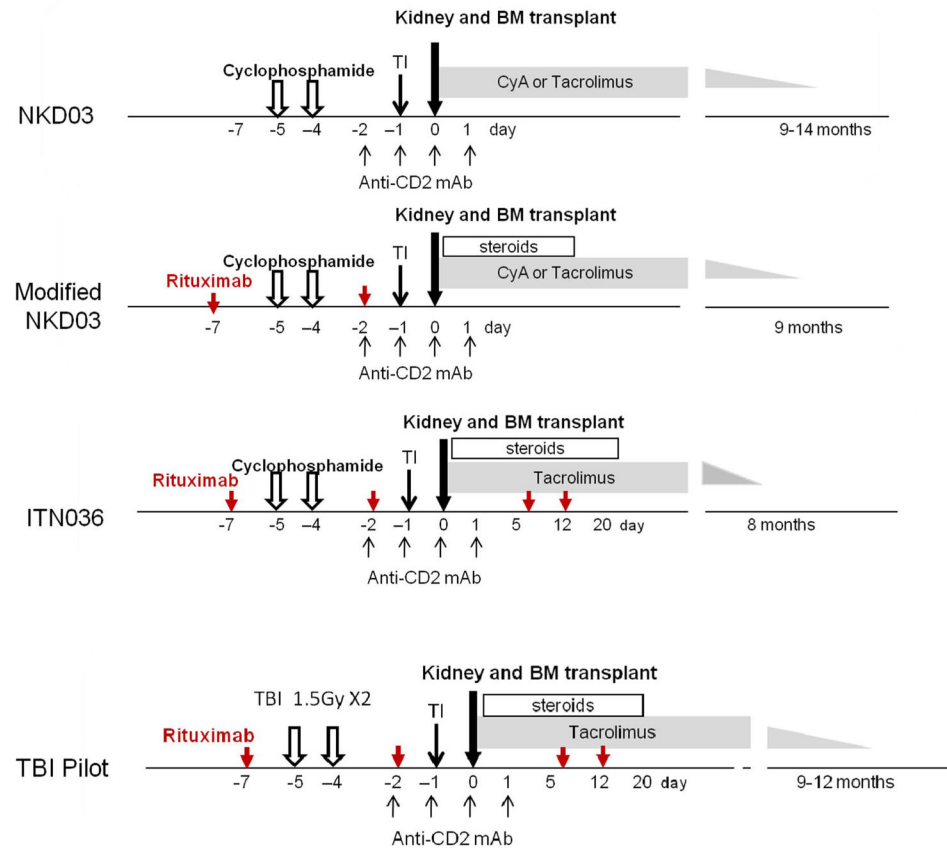 Kidney and BM transplant
Cyclophosphamide
TI
CyA or Tacrolimus
NKD03
-7 -5 –4 -2 –1 0 1 day 9-14 months
Anti-CD2 mAb
Kidney and BM transplant
steroids
Cyclophosphamide
TI
CyA or Tacrolimus
Rituximab
Modified
NKD03
-7 -5 –4 -2 –1 0 1 day 9 months
Anti-CD2 mAb
Kidney and BM transplant
steroids
Cyclophosphamide
TI
Tacrolimus
Rituximab
ITN036
-7 -5 –4 -2 –1 0 1 5 12 20 day 8 months
Anti-CD2 mAb
Kidney and BM transplant
TBI 1.5Gy X2
steroids
TI
Tacrolimus
Rituximab
TBI Pilot
-7 -5 –4 -2 –1 0 1 5 12 20 day 9-12 months
Anti-CD2 mAb